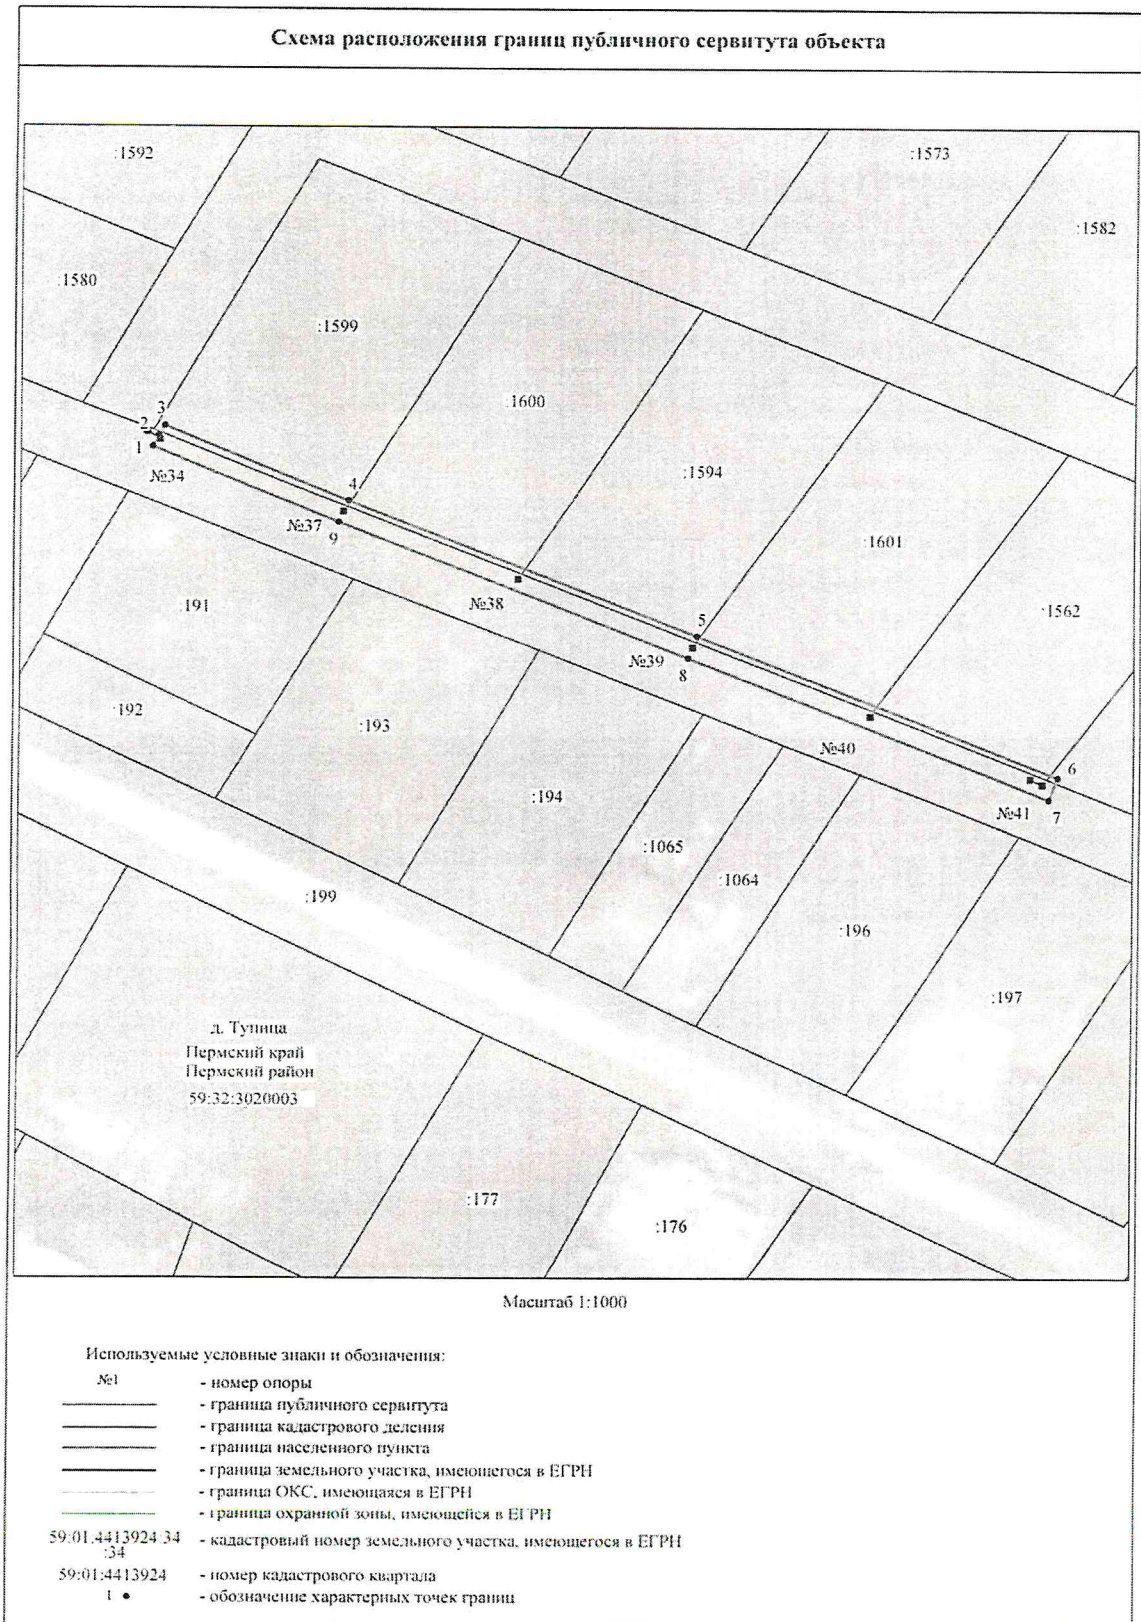 Схема расположения границ публичного сервитута объекта
:1592
:1573
:1582
:1580
:1599
:1600
3
2
1
№34
4
:1594
№37
9
:1601
№38
:191
5
:1562
№39
8
:192
:193
№40
6
:194
№41
7
:1065
:1064
:199
:196
:197
д. Тупица
Пермский край
Пермский район
59:32:3020003
:177
:176
Масштаб 1:1000
Используемые условные знаки и обозначения:
№1 - номер опоры
- граница публичного сервитута
- граница кадастрового деления
- граница населенного пункта
- граница земельного участка, имеющегося в ЕГРН
- граница ОКС, имеющаяся в ЕГРН
- граница охранной зоны, имеющейся в ЕГРН
59:01:4413924:34 - кадастровый номер земельного участка, имеющегося в ЕГРН
:34
59:01:4413924 - номер кадастрового квартала
1 ● - обозначение характерных точек границ